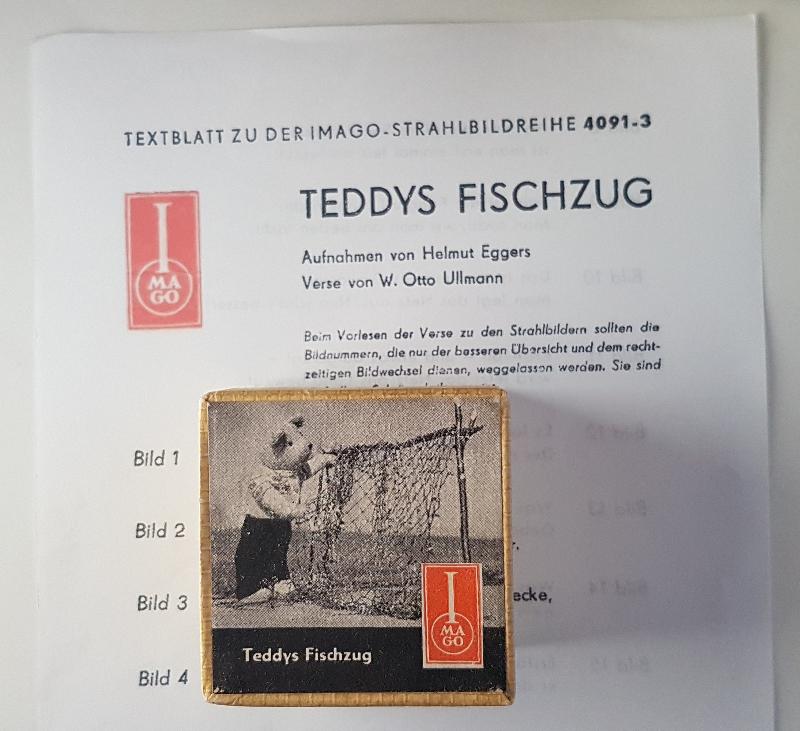 TEXTBLATT ZU DER IMAGO-STRAHLBILDREIHE 4091-3
I
MA
GO
TEDDYS FISCHZUG
Aufnahmen von Helmut Eggers
Verse von W. Otto Ullmann
Beim Vorlesen der Verse zu den Strahlbildern sollten die
Bildnummern, die nur der besseren Übersicht und dem recht-
zeitigen Bildwechsel dienen, weggelassen werden. Sie sind
Bild 1
Bild 2
Bild 3
ecke,
Bild 4
I
MA
GO
Teddys Fischzug